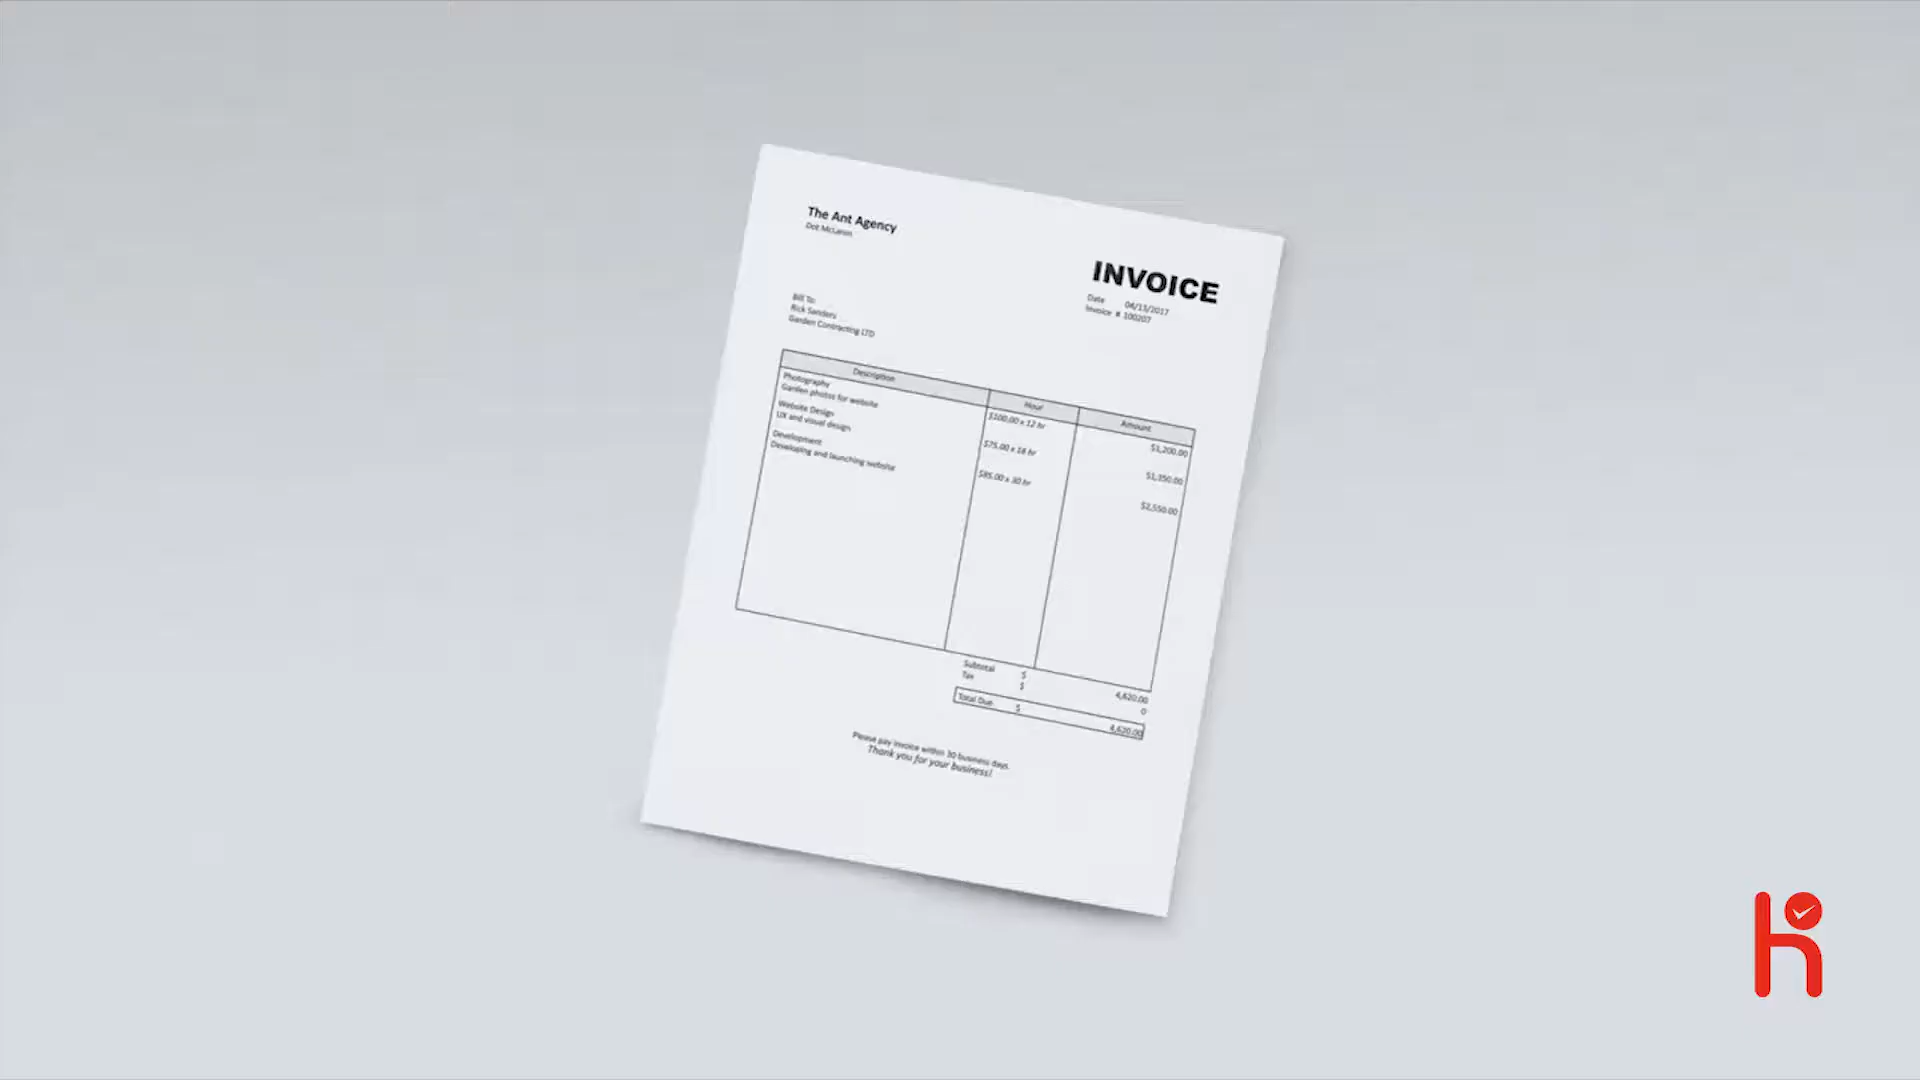 The Ant Agency
Dot McLaren
INVOICE
Date 04/15/2017
Invoice # 100207
Bill To:
Rick Sanders
Garden Contracting LTD
Description Hour Amount
Photography
Garden photos for website $100.00 x 12 hr $1,200.00
Website Design
UX and visual design $75.00 x 18 hr $1,350.00
Development
Developing and launching website $85.00 x 30 hr $2,550.00
Subtotal $ 4,620.00
Tax $ 0
Total Due $ 4,620.00
Please pay invoice within 30 business days.
Thank you for your business!